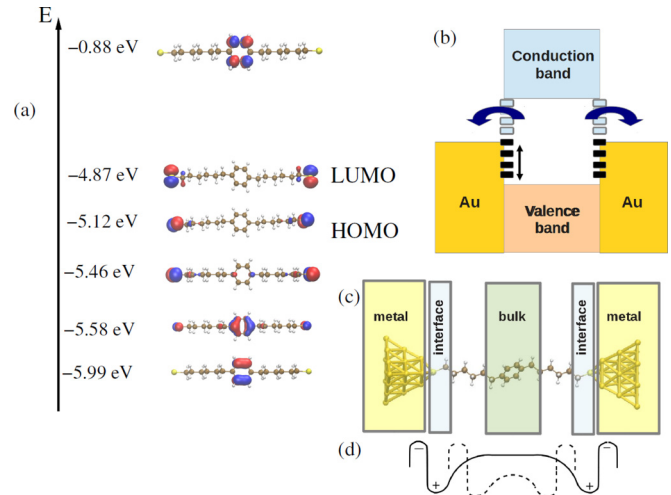 E
(a)
−0.88 eV
−4.87 eV
LUMO
−5.12 eV
HOMO
−5.46 eV
−5.58 eV
−5.99 eV
(b)
Conduction
band
Au
Valence
band
Au
(c)
metal
interface
bulk
interface
metal
(d)
−
+
+
−